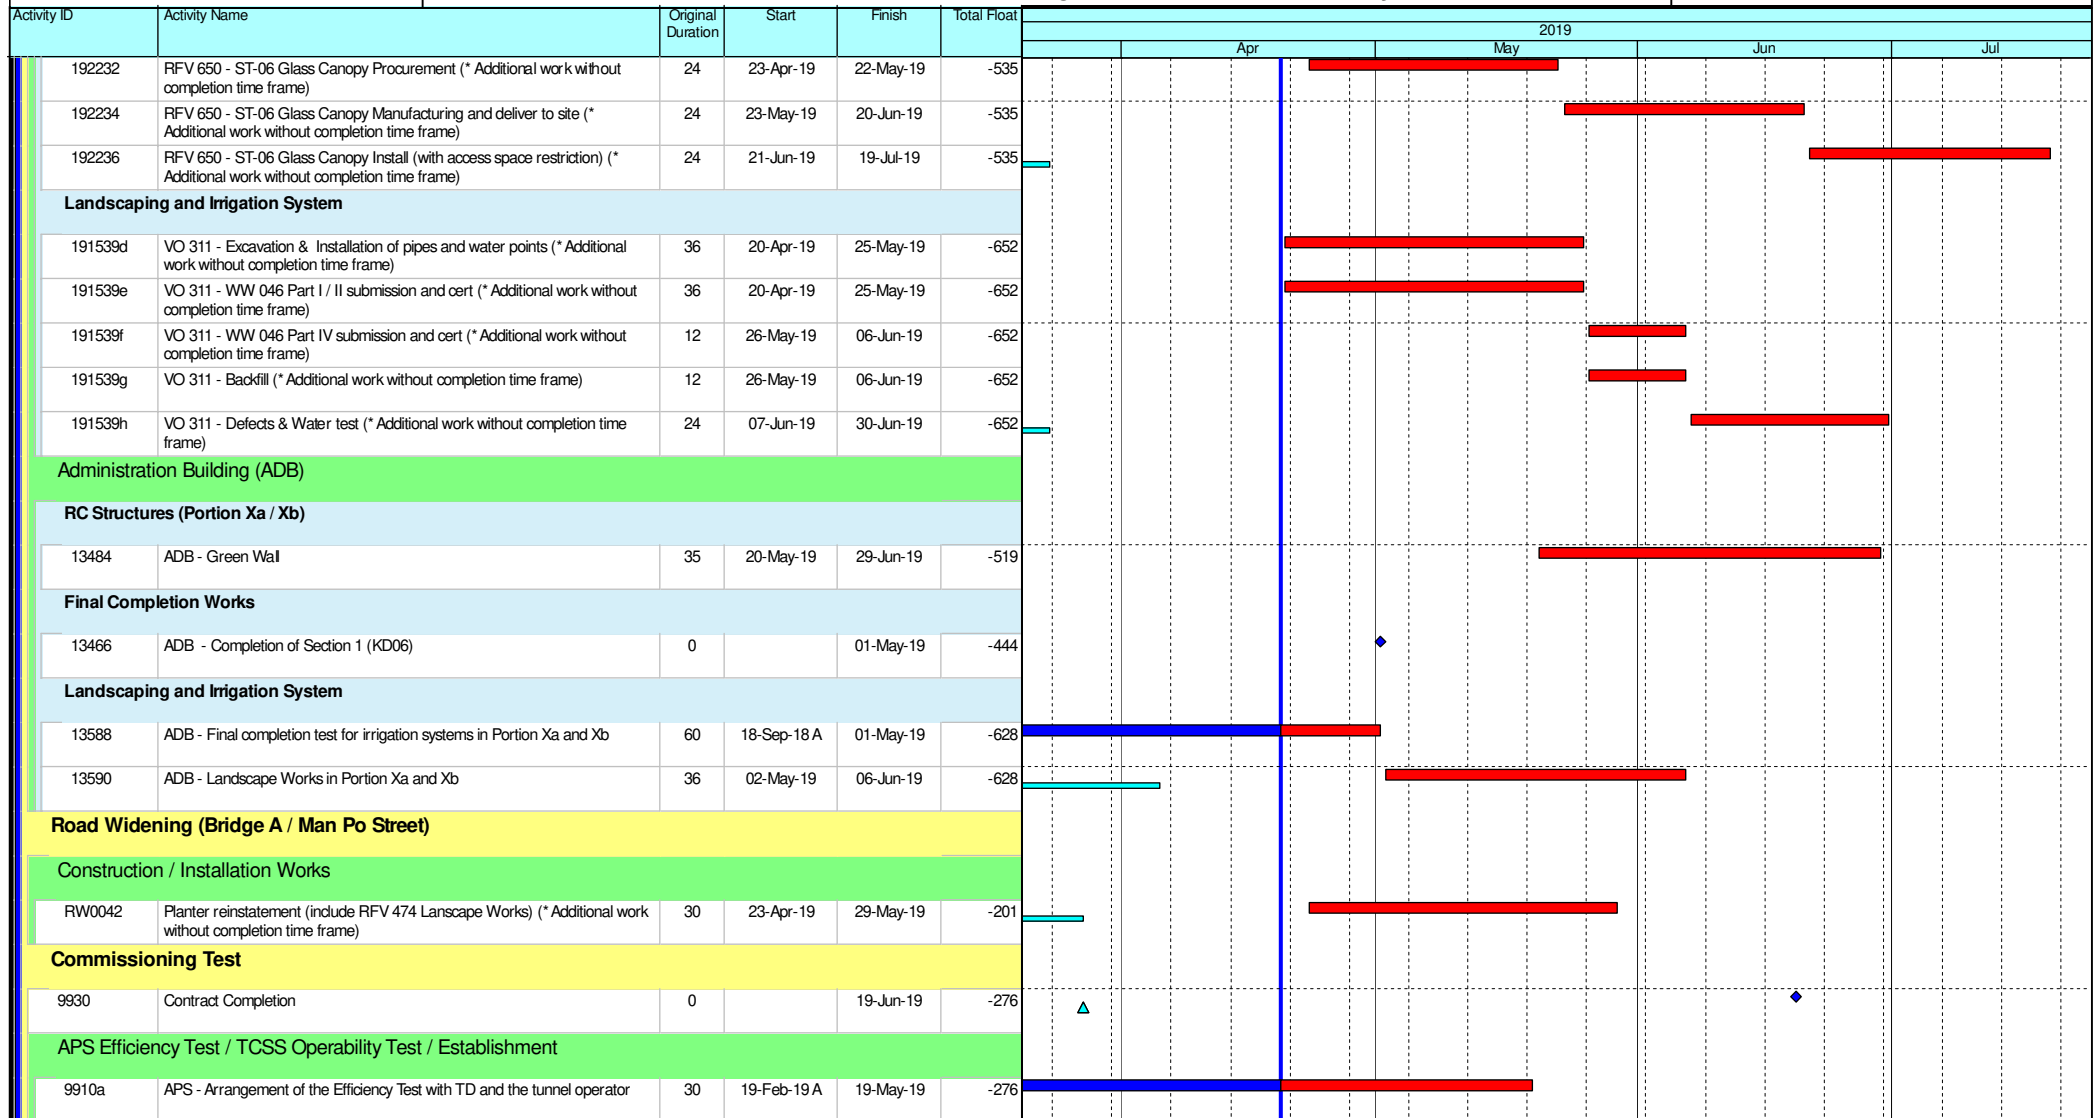 Activity ID Activity Name Original Start Finish Total Float
Duration
2019
Apr May Jun Jul
192232 RFV 650 - ST-06 Glass Canopy Procurement (* Additional work without 24 23-Apr-19 22-May-19 -535
completion time frame)
192234 RFV 650 - ST-06 Glass Canopy Manufacturing and deliver to site (* 24 23-May-19 20-Jun-19 -535
Additional work without completion time frame)
192236 RFV 650 - ST-06 Glass Canopy Install (with access space restriction) (* 24 21-Jun-19 19-Jul-19 -535
Additional work without completion time frame)
Landscaping and Irrigation System
191539d VO 311 - Excavation & Installation of pipes and water points (* Additional 36 20-Apr-19 25-May-19 -652
work without completion time frame)
191539e VO 311 - WW 046 Part I / II submission and cert (* Additional work without 36 20-Apr-19 25-May-19 -652
completion time frame)
191539f VO 311 - WW 046 Part IV submission and cert (* Additional work without 12 26-May-19 06-Jun-19 -652
completion time frame)
191539g VO 311 - Backfill (* Additional work without completion time frame) 12 26-May-19 06-Jun-19 -652
191539h VO 311 - Defects & Water test (* Additional work without completion time 24 07-Jun-19 30-Jun-19 -652
frame)
Administration Building (ADB)
RC Structures (Portion Xa / Xb)
13484 ADB - Green Wall 35 20-May-19 29-Jun-19 -519
Final Completion Works
13466 ADB - Completion of Section 1 (KD06) 0 01-May-19 -444
Landscaping and Irrigation System
13588 ADB - Final completion test for irrigation systems in Portion Xa and Xb 60 18-Sep-18 A 01-May-19 -628
13590 ADB - Landscape Works in Portion Xa and Xb 36 02-May-19 06-Jun-19 -628
Road Widening (Bridge A / Man Po Street)
Construction / Installation Works
RW0042 Planter reinstatement (include RFV 474 Lanscape Works) (* Additional work 30 23-Apr-19 29-May-19 -201
without completion time frame)
Commissioning Test
9930 Contract Completion 0 19-Jun-19 -276
APS Efficiency Test / TCSS Operability Test / Establishment
9910a APS - Arrangement of the Efficiency Test with TD and the tunnel operator 30 19-Feb-19 A 19-May-19 -276